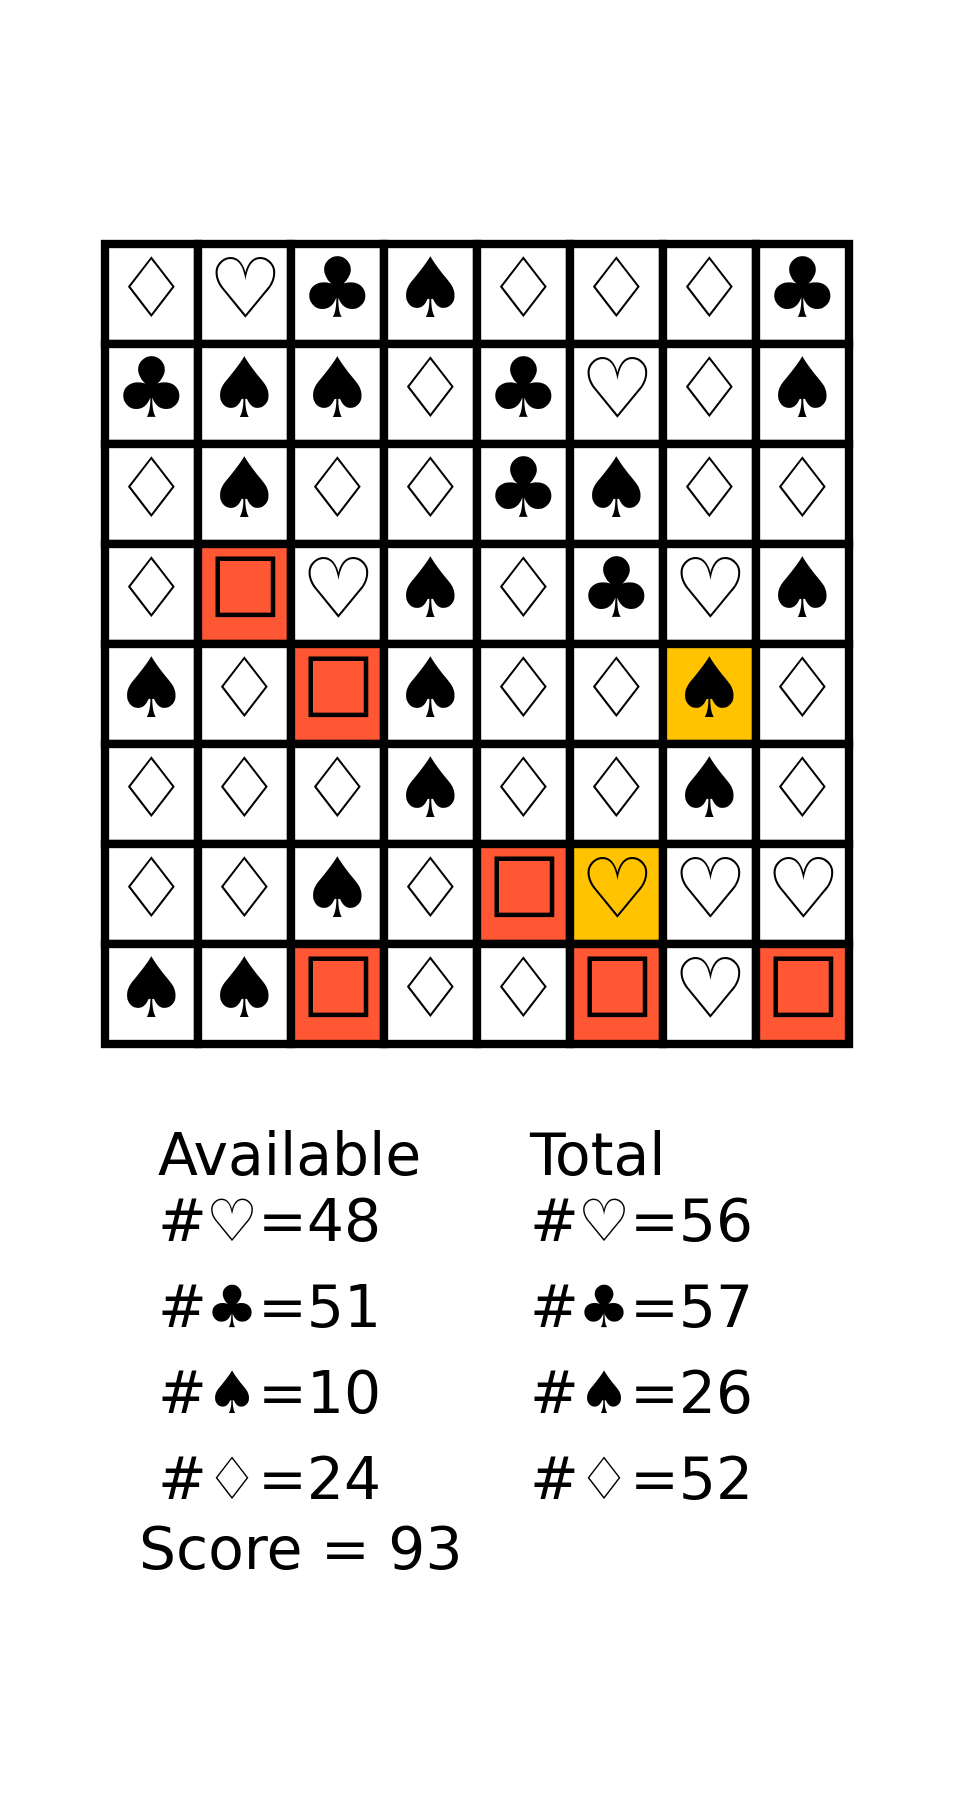 ♢ ♡ ♣ ♠ ♢ ♢ ♢ ♣
♣ ♠ ♠ ♢ ♣ ♡ ♢ ♠
♢ ♠ ♢ ♢ ♣ ♠ ♢ ♢
♢ □ ♡ ♠ ♢ ♣ ♡ ♠
♠ ♢ □ ♠ ♢ ♢ ♠ ♢
♢ ♢ ♢ ♠ ♢ ♢ ♠ ♢
♢ ♢ ♠ ♢ □ ♡ ♡ ♡
♠ ♠ □ ♢ ♢ □ ♡ □
Available Total
#♡=48 #♡=56
#♣=51 #♣=57
#♠=10 #♠=26
#♢=24 #♢=52
Score = 93